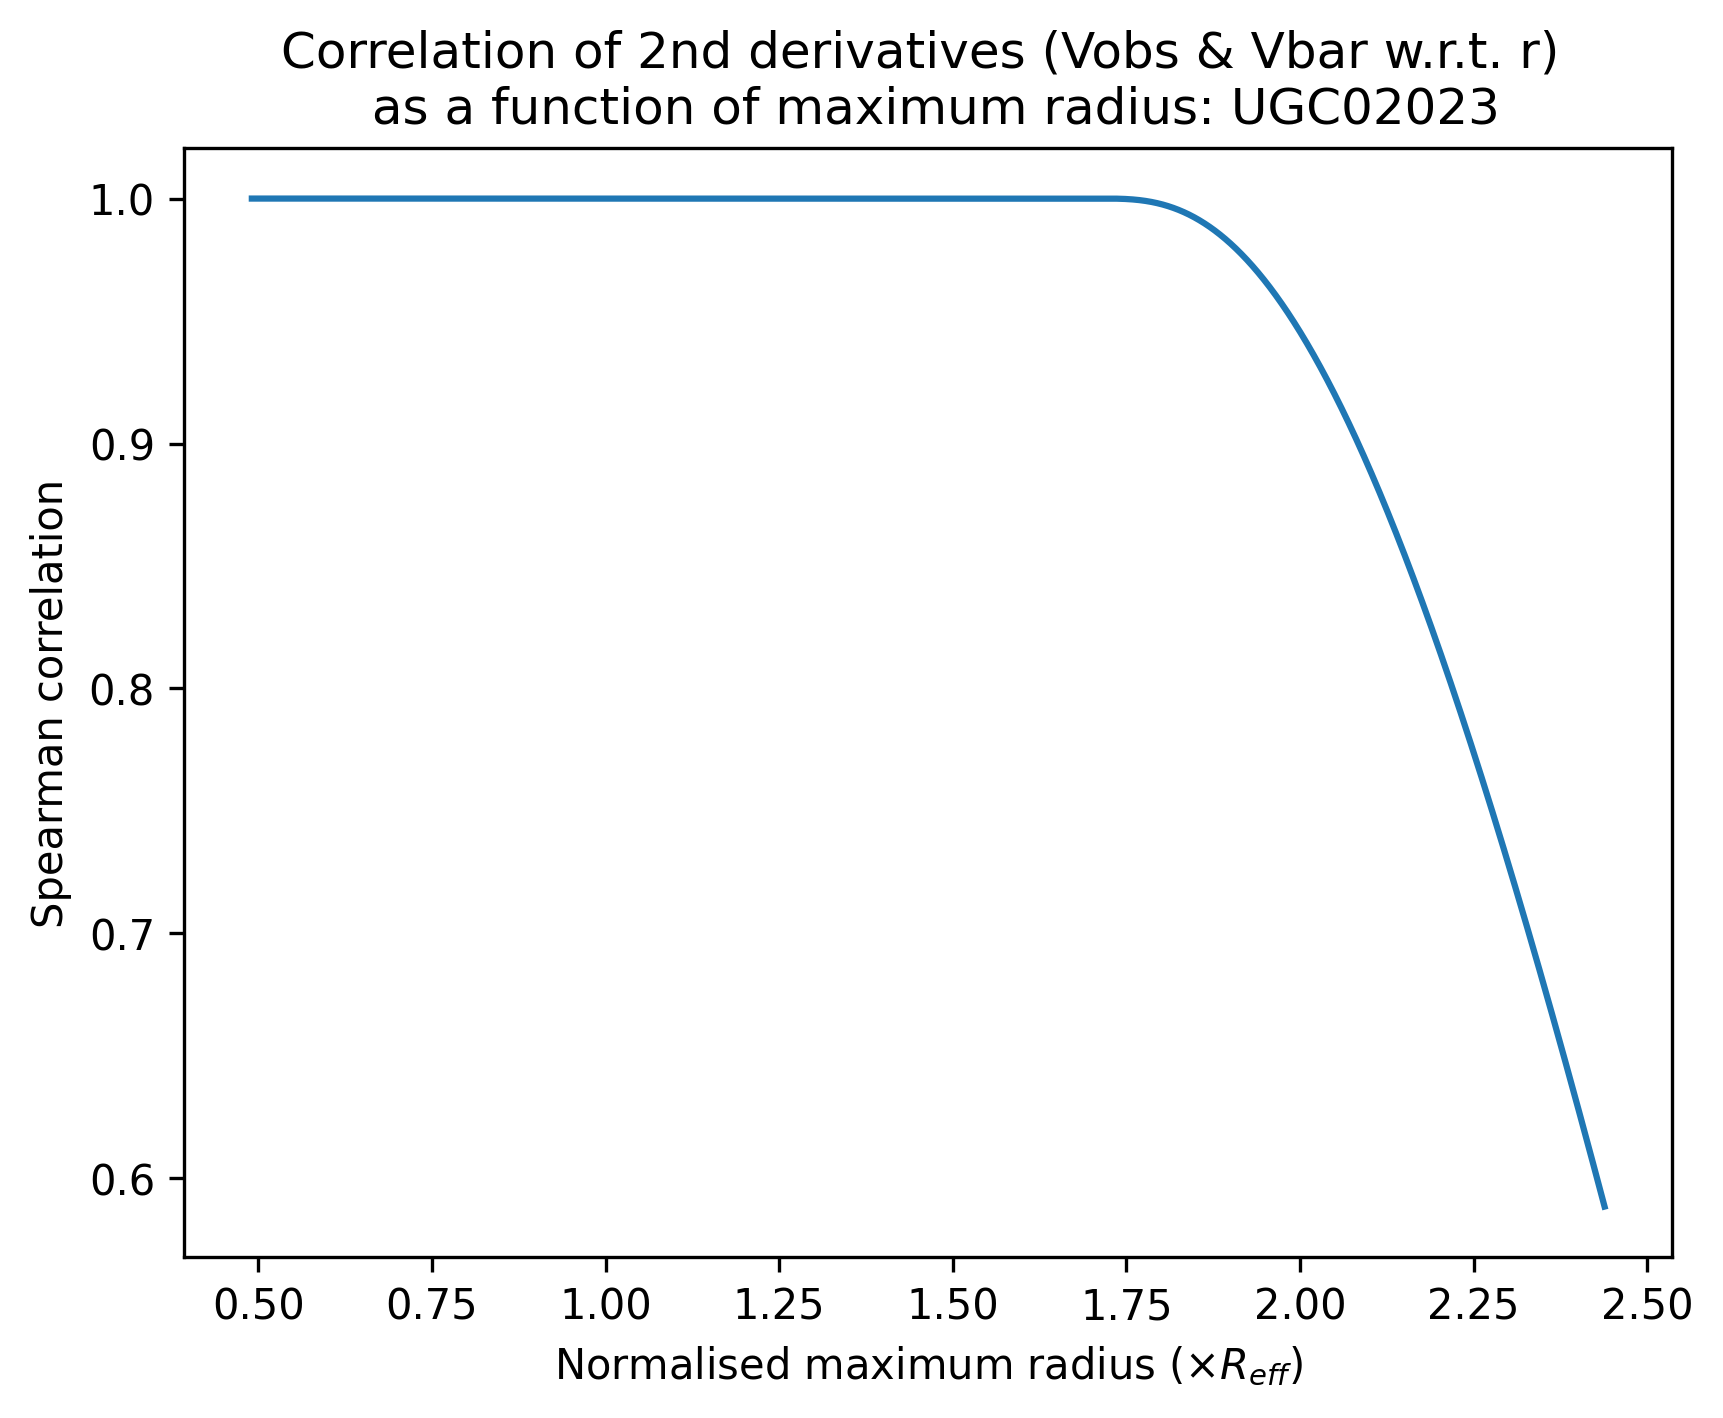 Correlation of 2nd derivatives (Vobs & Vbar w.r.t. r)
as a function of maximum radius: UGC02023
Spearman correlation
1.0
0.9
0.8
0.7
0.6
0.50 0.75 1.00 1.25 1.50 1.75 2.00 2.25 2.50
Normalised maximum radius (×R_eff)